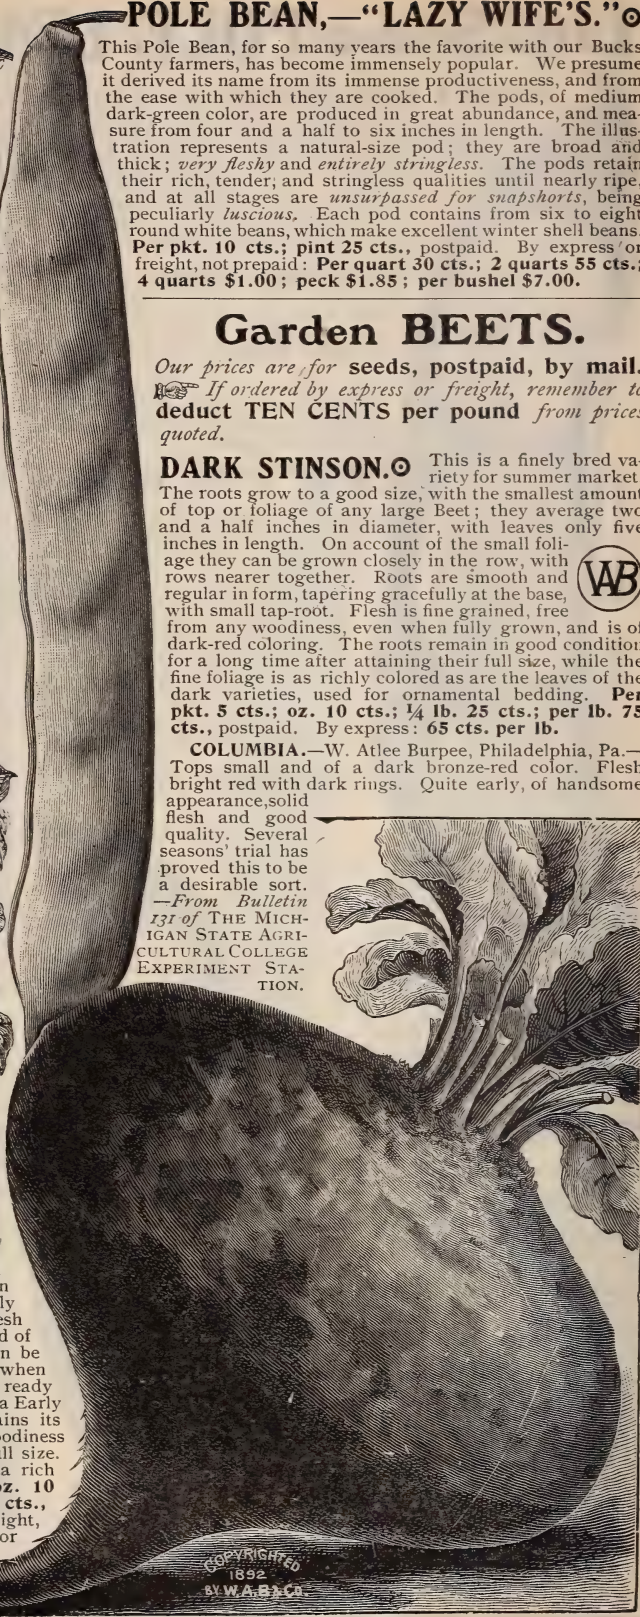 POLE BEAN,—“LAZY WIFE'S.”
This Pole Bean, for so many years the favorite with our Bucks
County farmers, has become immensely popular. We presume
it derived its name from its immense productiveness, and from
the ease with which they are cooked. The pods, of medium
dark-green color, are produced in great abundance, and mea-
sure from four and a half to six inches in length. The illus-
tration represents a natural-size pod; they are broad and
thick; very fleshy and entirely stringless. The pods retain
their rich, tender; and stringless qualities until nearly ripe,
and at all stages are unsurpassed for snapshorts, being
peculiarly luscious. Each pod contains from six to eight
round white beans, which make excellent winter shell beans.
Per pkt. 10 cts.; pint 25 cts., postpaid. By express or
freight, not prepaid: Per quart 30 cts.; 2 quarts 55 cts.;
4 quarts $1.00; peck $1.85; per bushel $7.00.
Garden BEETS.
Our prices are for seeds, postpaid, by mail.
☞ If ordered by express or freight, remember to
deduct TEN CENTS per pound from prices
quoted.
DARK STINSON. This is a finely bred va-
riety for summer market
The roots grow to a good size, with the smallest amount
of top or foliage of any large Beet; they average two
and a half inches in diameter, with leaves only five
inches in length. On account of the small foli-
age they can be grown closely in the row, with
rows nearer together. Roots are smooth and
regular in form, tapering gracefully at the base,
with small tap-root. Flesh is fine grained, free
WAB
from any woodiness, even when fully grown, and is of
dark-red coloring. The roots remain in good condition
for a long time after attaining their full size, while the
fine foliage is as richly colored as are the leaves of the
dark varieties, used for ornamental bedding. Per
pkt. 5 cts.; oz. 10 cts.; ¼ lb. 25 cts.; per lb. 75
cts., postpaid. By express: 65 cts. per lb.
COLUMBIA.—W. Atlee Burpee, Philadelphia, Pa.—
Tops small and of a dark bronze-red color. Flesh
bright red with dark rings. Quite early, of handsome
appearance, solid
flesh and good
quality. Several
seasons' trial has
proved this to be
a desirable sort.
—From Bulletin
131 of THE MICH-
IGAN STATE AGRI-
CULTURAL COLLEGE
EXPERIMENT STA-
TION.
n
ly
esh
d of
n be
when
ready
a Early
ains its
oodiness
ll size.
a rich
oz. 10
cts.,
ight,
or
COPYRIGHTED
1892
BY W.A.B & CO.